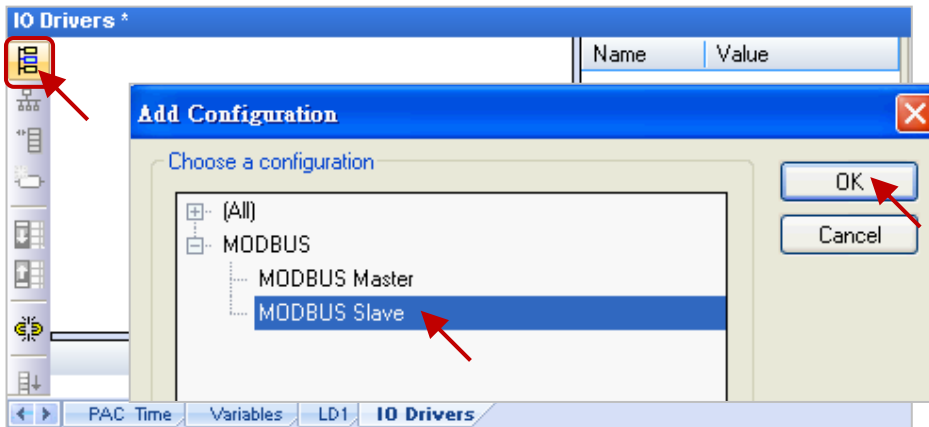 IO Drivers *
Name Value
Add Configuration
Choose a configuration
(All)
MODBUS
MODBUS Master
MODBUS Slave
OK
Cancel
PAC Time Variables LD1 IO Drivers